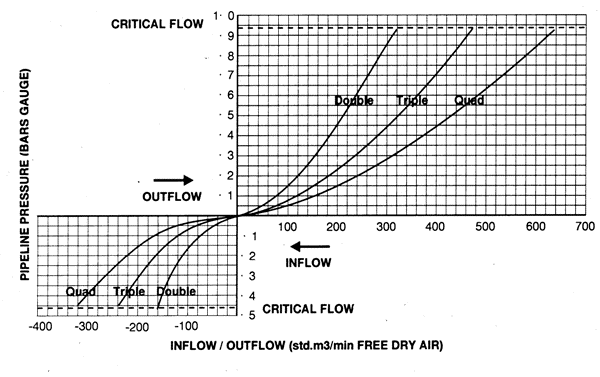 CRITICAL FLOW
1·0
·9
·8
·7
·6
·5
·4
·3
·2
·1
Double Triple Quad
PIPELINE PRESSURE (BARS GAUGE)
OUTFLOW
100 200 300 400 500 600 700
INFLOW
·1
·2
·3
·4
·5
Quad Triple Double
CRITICAL FLOW
-400 -300 -200 -100
INFLOW / OUTFLOW (std.m3/min FREE DRY AIR)